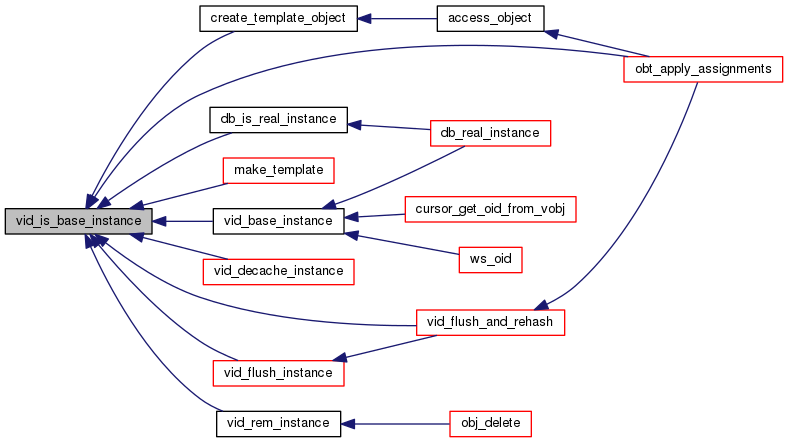 create_template_object
access_object
obt_apply_assignments
db_is_real_instance
db_real_instance
make_template
vid_is_base_instance
vid_base_instance
cursor_get_oid_from_vobj
ws_oid
vid_decache_instance
vid_flush_and_rehash
vid_flush_instance
vid_rem_instance
obj_delete